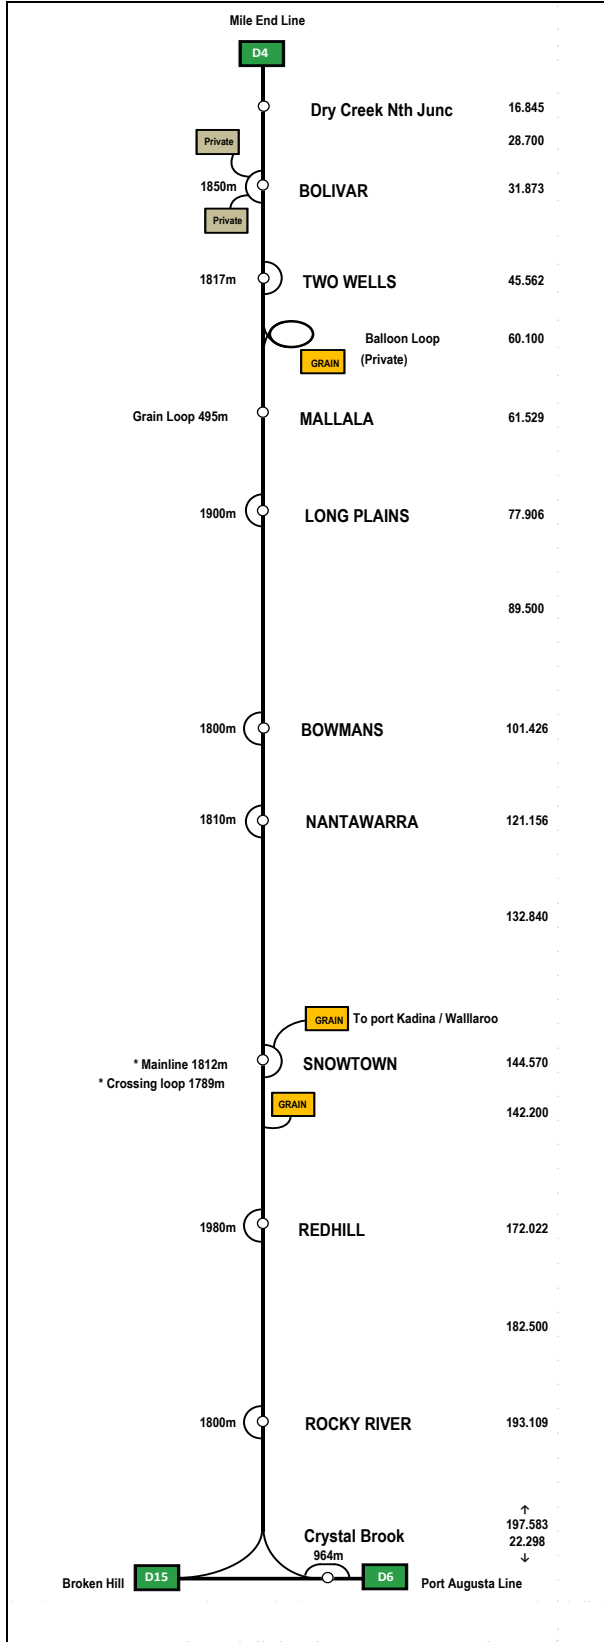 Mile End Line
D4
Dry Creek Nth Junc 16.845
Private 28.700
1850m BOLIVAR 31.873
Private
1817m TWO WELLS 45.562
Balloon Loop 60.100
GRAIN (Private)
Grain Loop 495m MALLALA 61.529
1900m LONG PLAINS 77.906
89.500
1800m BOWMANS 101.426
1810m NANTAWARRA 121.156
132.840
GRAIN To port Kadina / Walllaroo
* Mainline 1812m SNOWTOWN 144.570
* Crossing loop 1789m
GRAIN 142.200
1980m REDHILL 172.022
182.500
1800m ROCKY RIVER 193.109
↑
197.583
Crystal Brook 22.298
964m ↓
Broken Hill D15 D6 Port Augusta Line